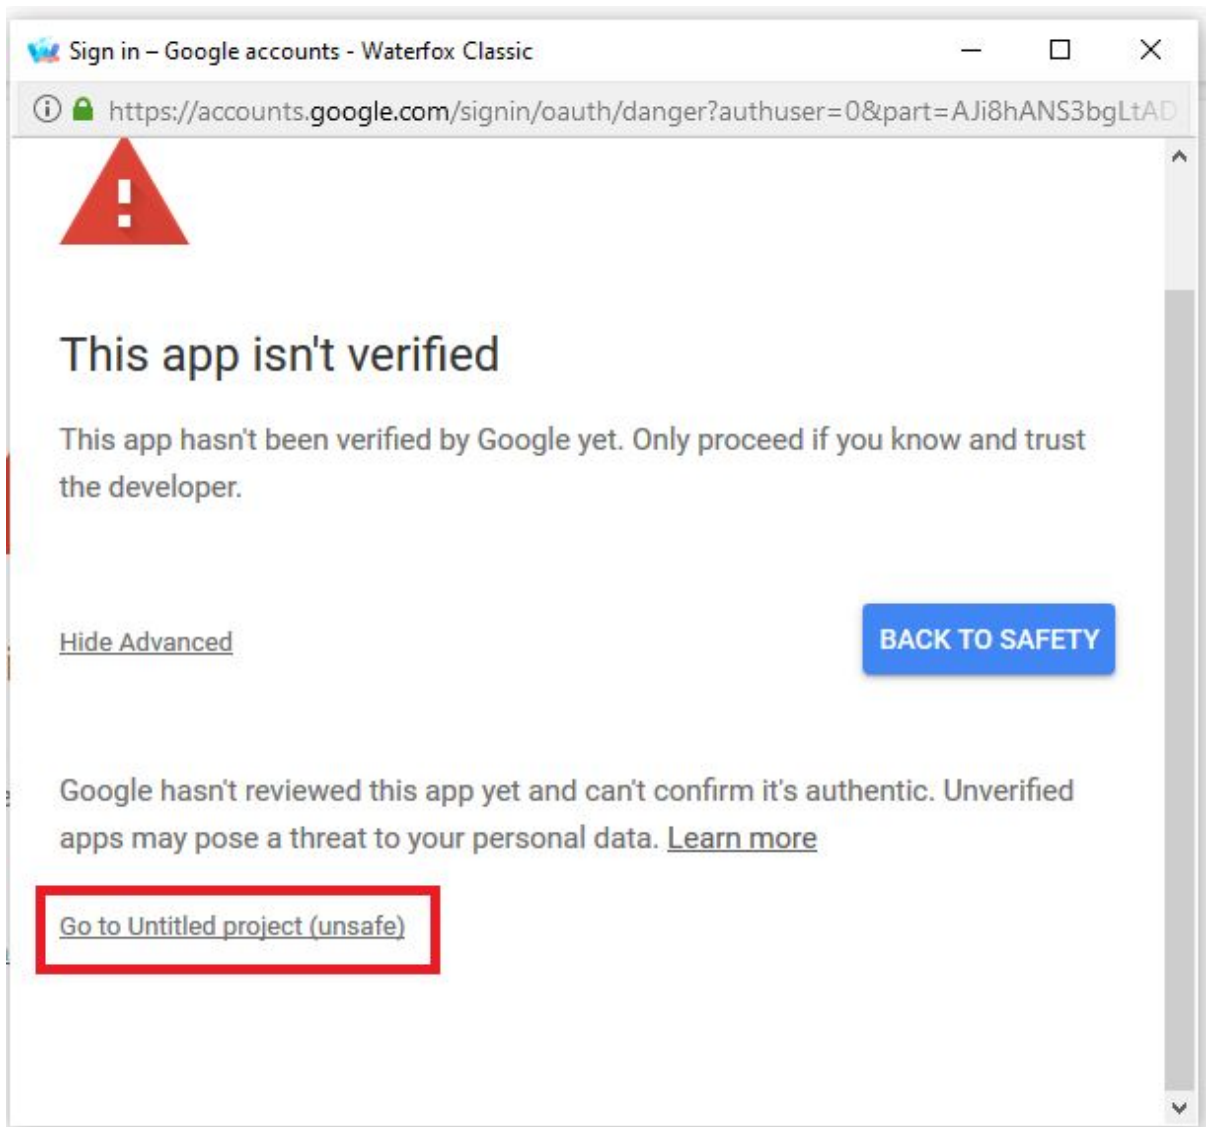 Sign in – Google accounts - Waterfox Classic
https://accounts.google.com/signin/oauth/danger?authuser=0&part=AJi8hANS3bgLtAD
This app isn't verified
This app hasn't been verified by Google yet. Only proceed if you know and trust
the developer.
Hide Advanced
BACK TO SAFETY
Google hasn't reviewed this app yet and can't confirm it's authentic. Unverified
apps may pose a threat to your personal data. Learn more
Go to Untitled project (unsafe)